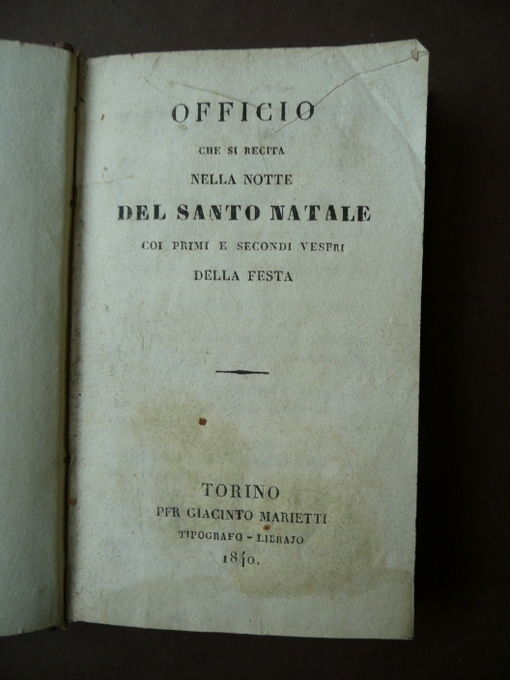 OFFICIO
CHE SI RECITA
NELLA NOTTE
DEL SANTO NATALE
COI PRIMI E SECONDI VESPRI
DELLA FESTA
TORINO
PER GIACINTO MARIETTI
TIPOGRAFO - LIBRAJO
1840.